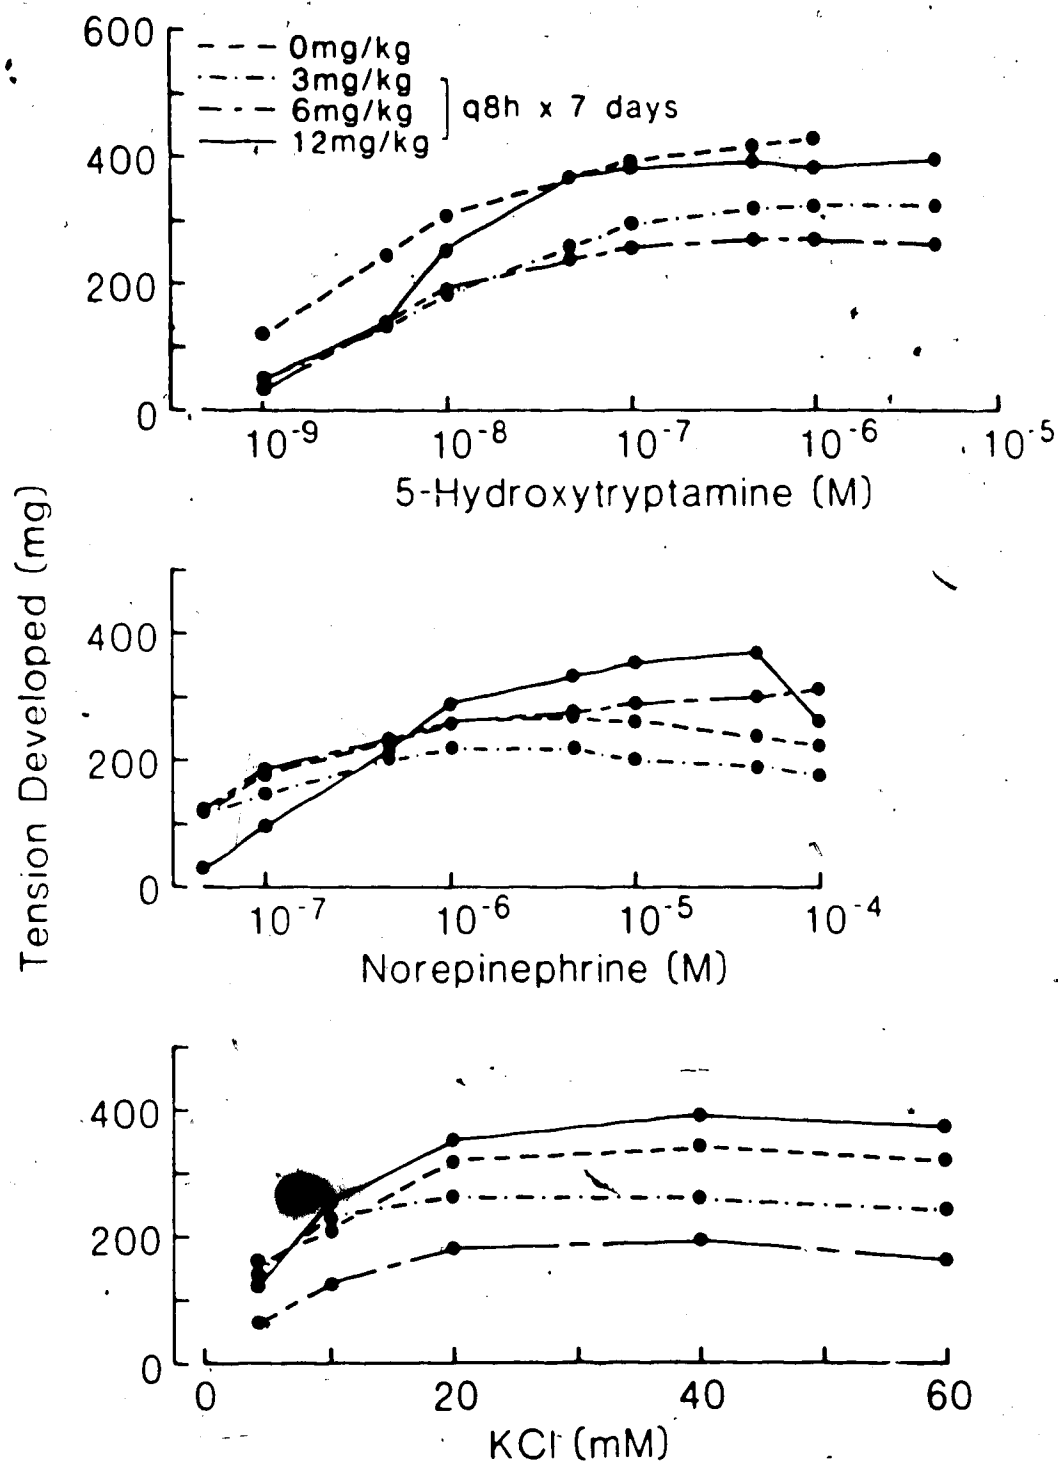 600
0mg/kg
3mg/kg
6mg/kg
q8h x 7 days
12mg/kg
400
200
0
10-9 10-8 10-7 10-6 10-5
5-Hydroxytryptamine (M)
Tension Developed (mg)
400
200
0
10-7 10-6 10-5 10-4
Norepinephrine (M)
400
200
0
0 20 40 60
KCl (mM)